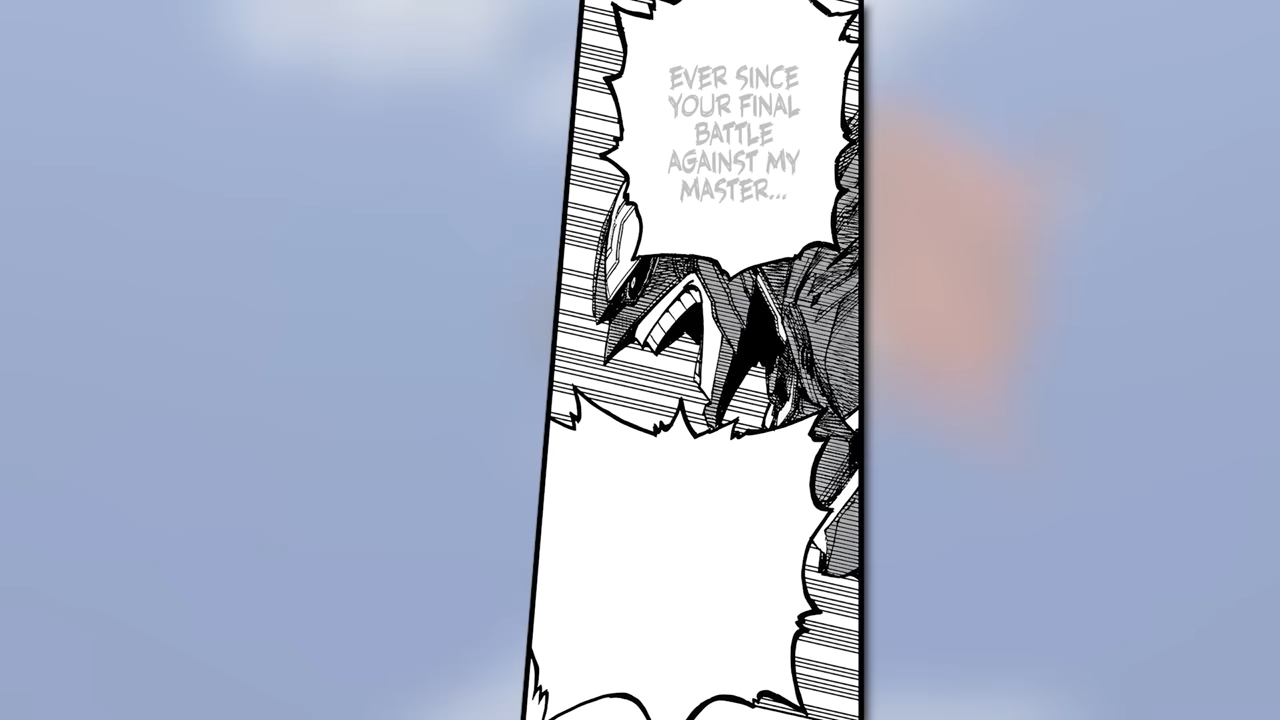 EVER SINCE
YOUR FINAL
BATTLE
AGAINST MY
MASTER...